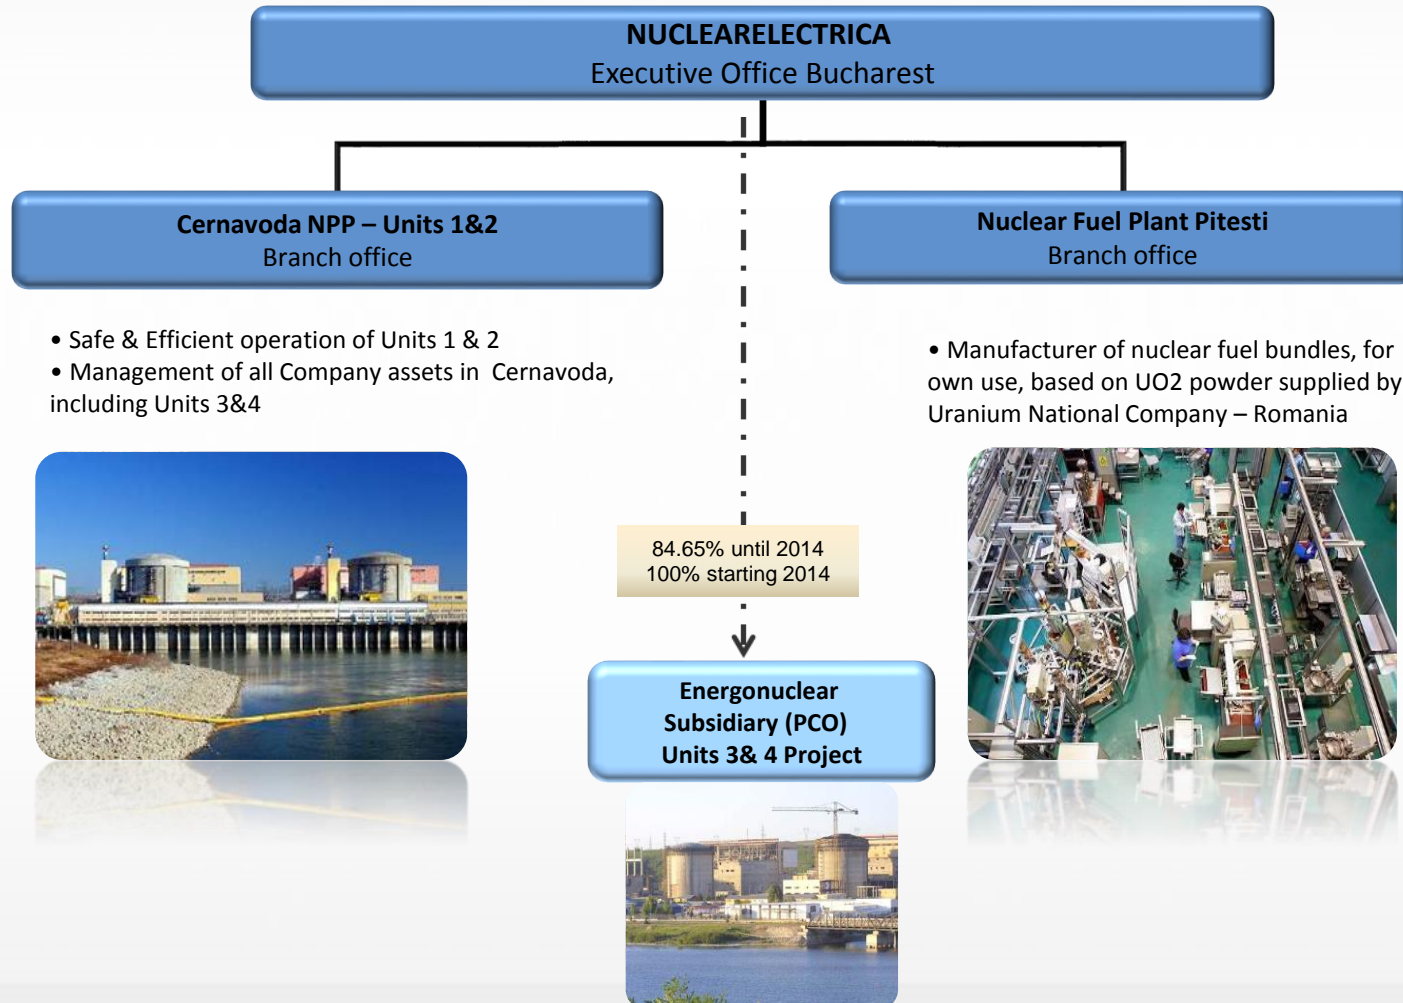 NUCLEARELECTRICA
Executive Office Bucharest
Cernavoda NPP – Units 1&2
Branch office
Nuclear Fuel Plant Pitesti
Branch office
• Safe & Efficient operation of Units 1 & 2
• Management of all Company assets in Cernavoda,
including Units 3&4
• Manufacturer of nuclear fuel bundles, for
own use, based on UO2 powder supplied by
Uranium National Company – Romania
84.65% until 2014
100% starting 2014
Energonuclear
Subsidiary (PCO)
Units 3& 4 Project